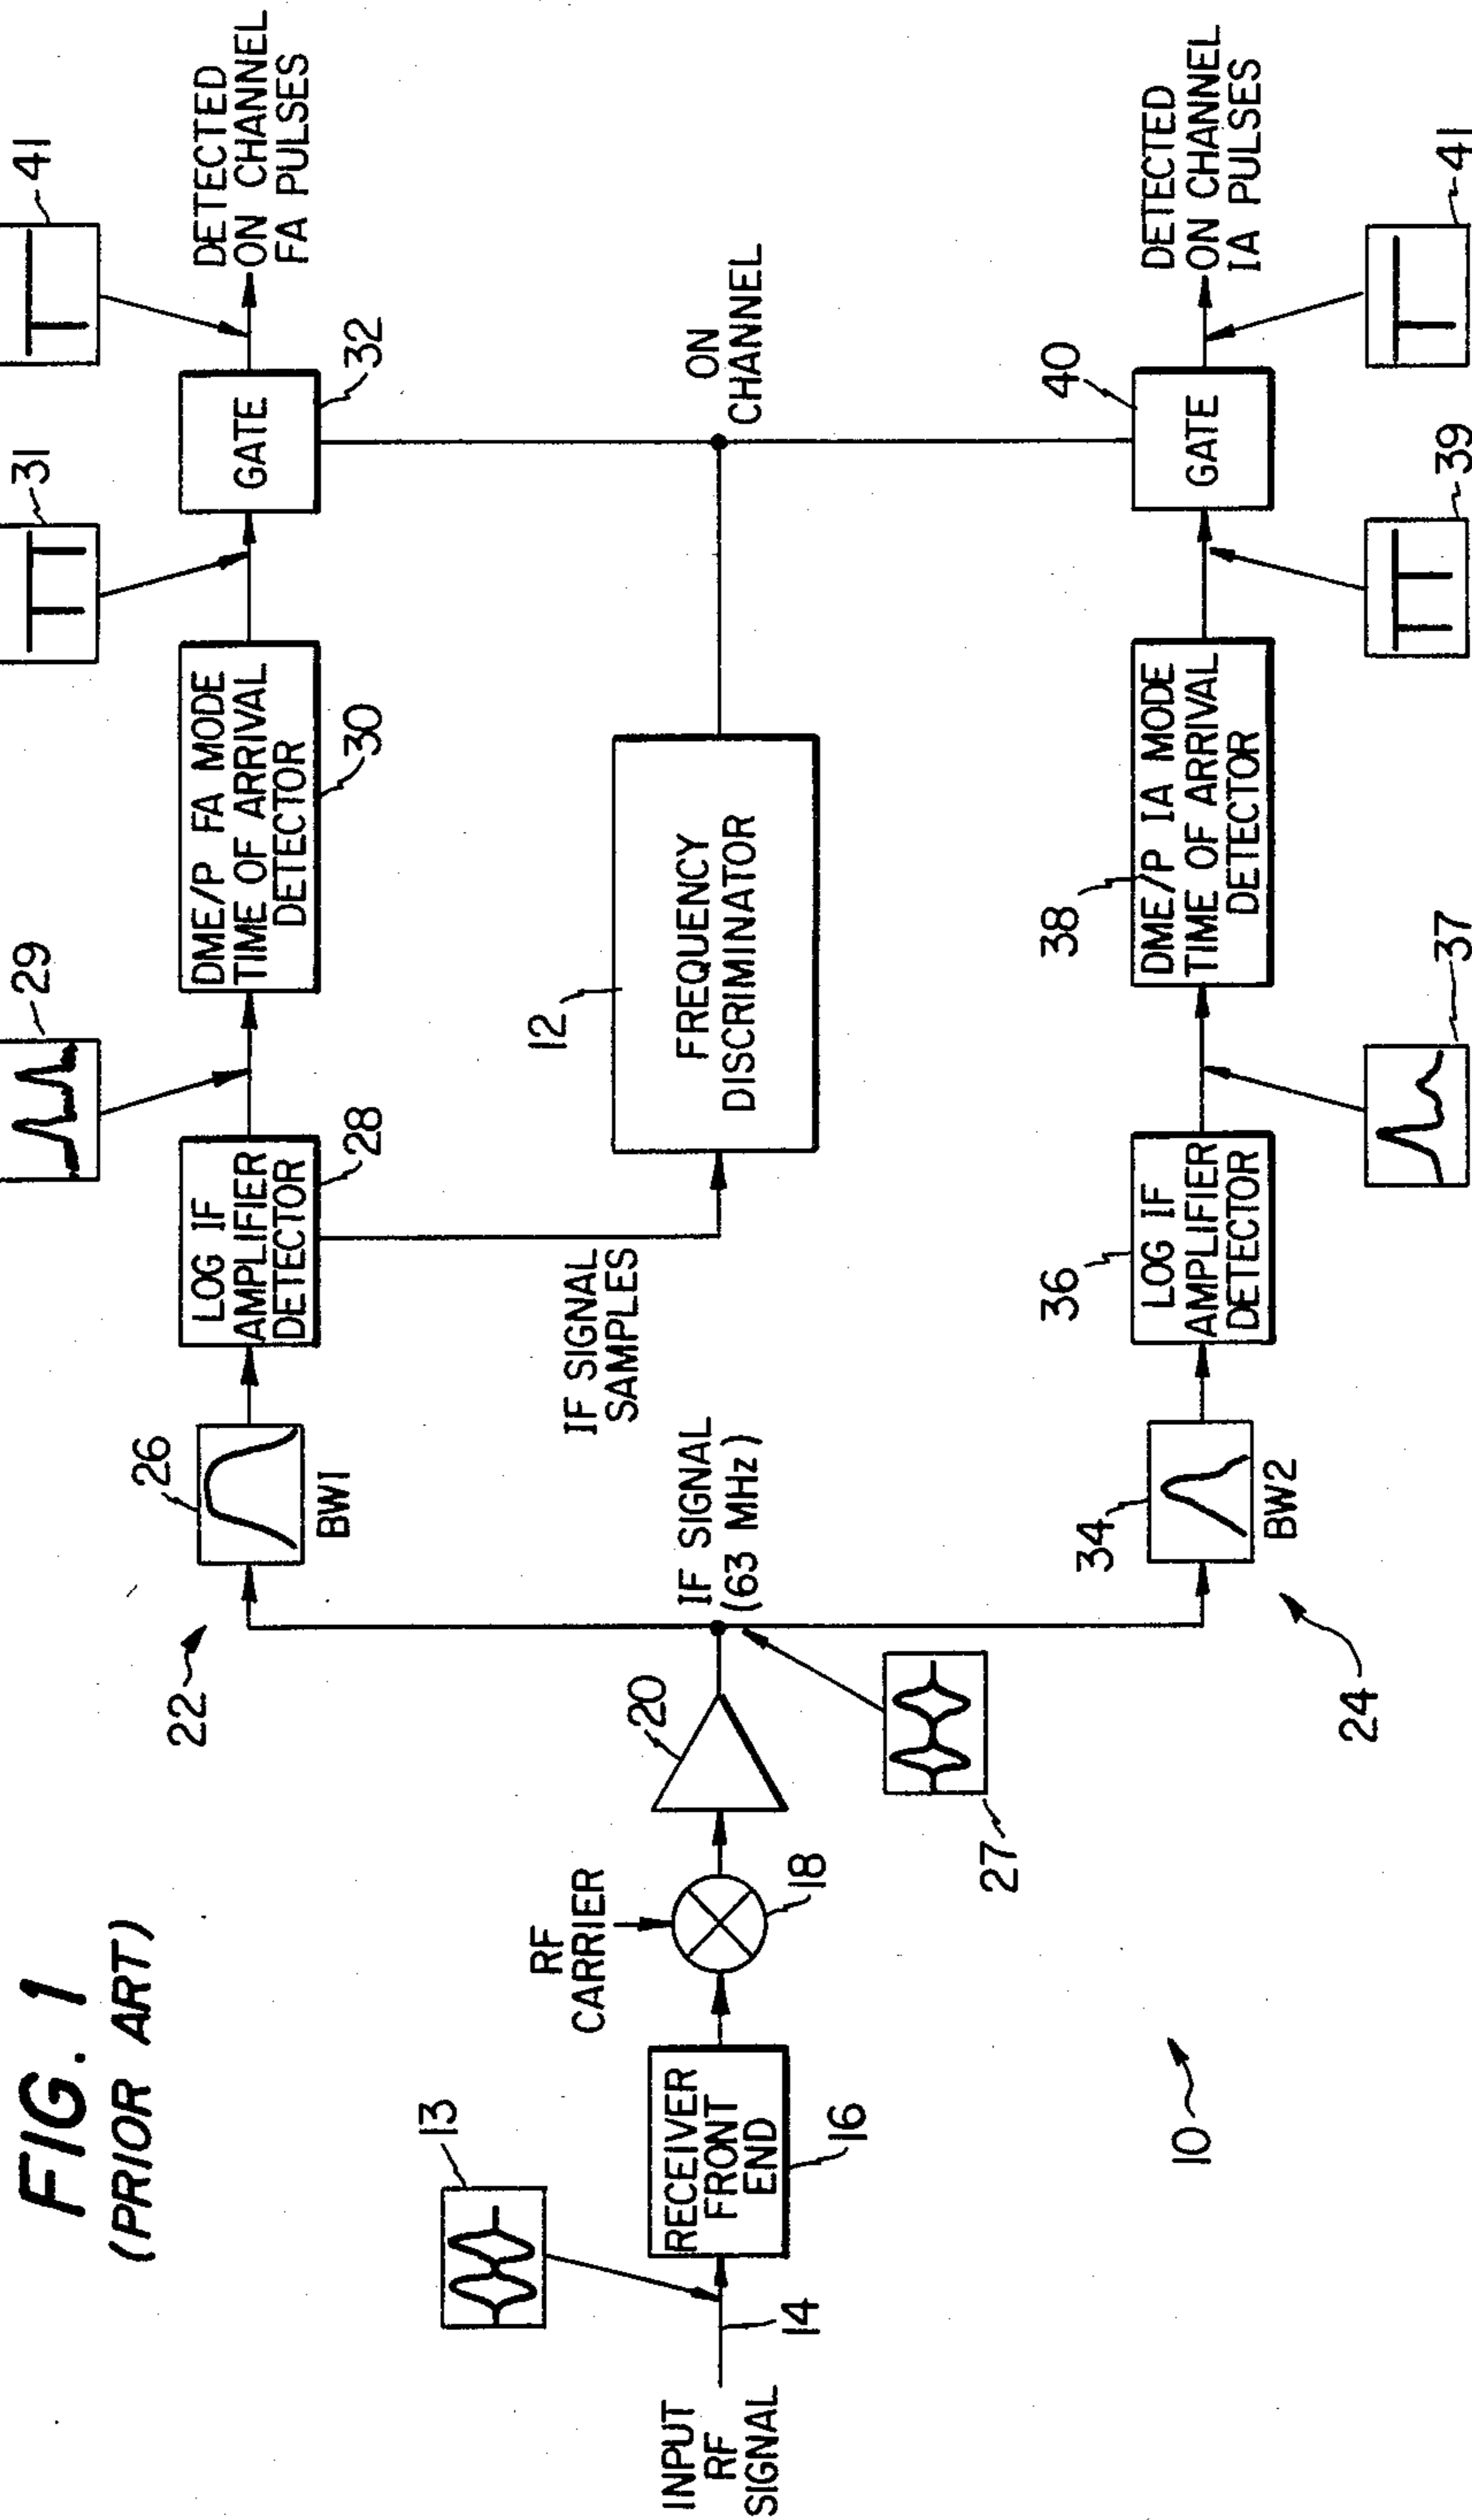 FIG. 1
(PRIOR ART)
INPUT
RF
SIGNAL
14
13
RECEIVER
FRONT
END
16
RF
CARRIER
18
20
27
IF SIGNAL
(63 MHz)
10
22
26
BW1
LOG IF
AMPLIFIER
DETECTOR
28
29
DME/P FA MODE
TIME OF ARRIVAL
DETECTOR
30
31
GATE
32
41
DETECTED
ON CHANNEL
FA PULSES
IF SIGNAL
SAMPLES
12
FREQUENCY
DISCRIMINATOR
ON
CHANNEL
24
34
BW2
36
LOG IF
AMPLIFIER
DETECTOR
37
38
DME/P IA MODE
TIME OF ARRIVAL
DETECTOR
39
40
GATE
41
DETECTED
ON CHANNEL
IA PULSES